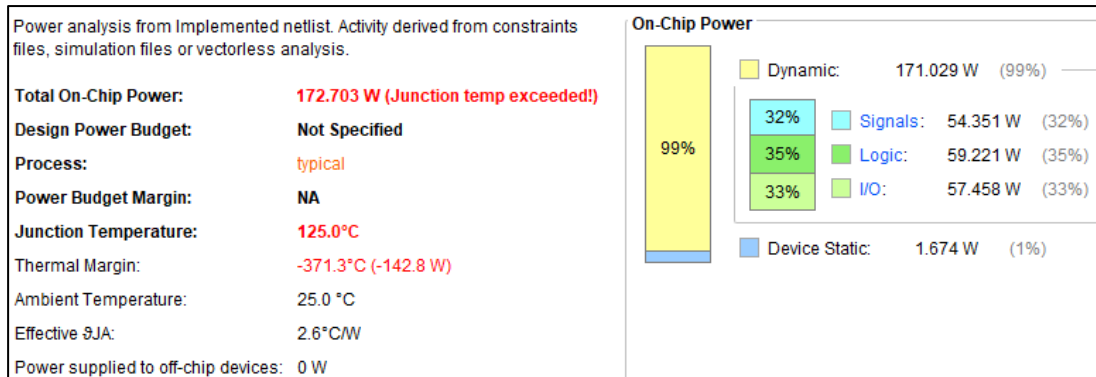 Power analysis from Implemented netlist. Activity derived from constraints
files, simulation files or vectorless analysis.
Total On-Chip Power: 172.703 W (Junction temp exceeded!)
Design Power Budget: Not Specified
Process: typical
Power Budget Margin: NA
Junction Temperature: 125.0°C
Thermal Margin: -371.3°C (-142.8 W)
Ambient Temperature: 25.0 °C
Effective ϑJA: 2.6°C/W
Power supplied to off-chip devices: 0 W
On-Chip Power
Dynamic: 171.029 W (99%)
99%
32% Signals: 54.351 W (32%)
35% Logic: 59.221 W (35%)
33% I/O: 57.458 W (33%)
Device Static: 1.674 W (1%)